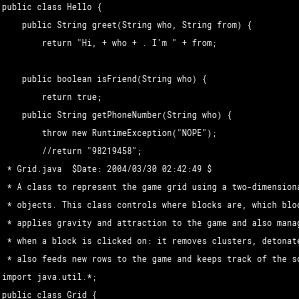 public class Hello {
public String greet(String who, String from) {
return "Hi, + who + . I'm " + from;
public boolean isFriend(String who) {
return true;
public String getPhoneNumber(String who) {
throw new RuntimeException("NOPE");
//return "98219458";
* Grid.java $Date: 2004/03/30 02:42:49 $
* A class to represent the game grid using a two-dimensiona
* objects. This class controls where blocks are, which bloc
* applies gravity and attraction to the game and also manag
* when a block is clicked on: it removes clusters, detonate
* also feeds new rows to the game and keeps track of the sc
import java.util.*;
public class Grid {